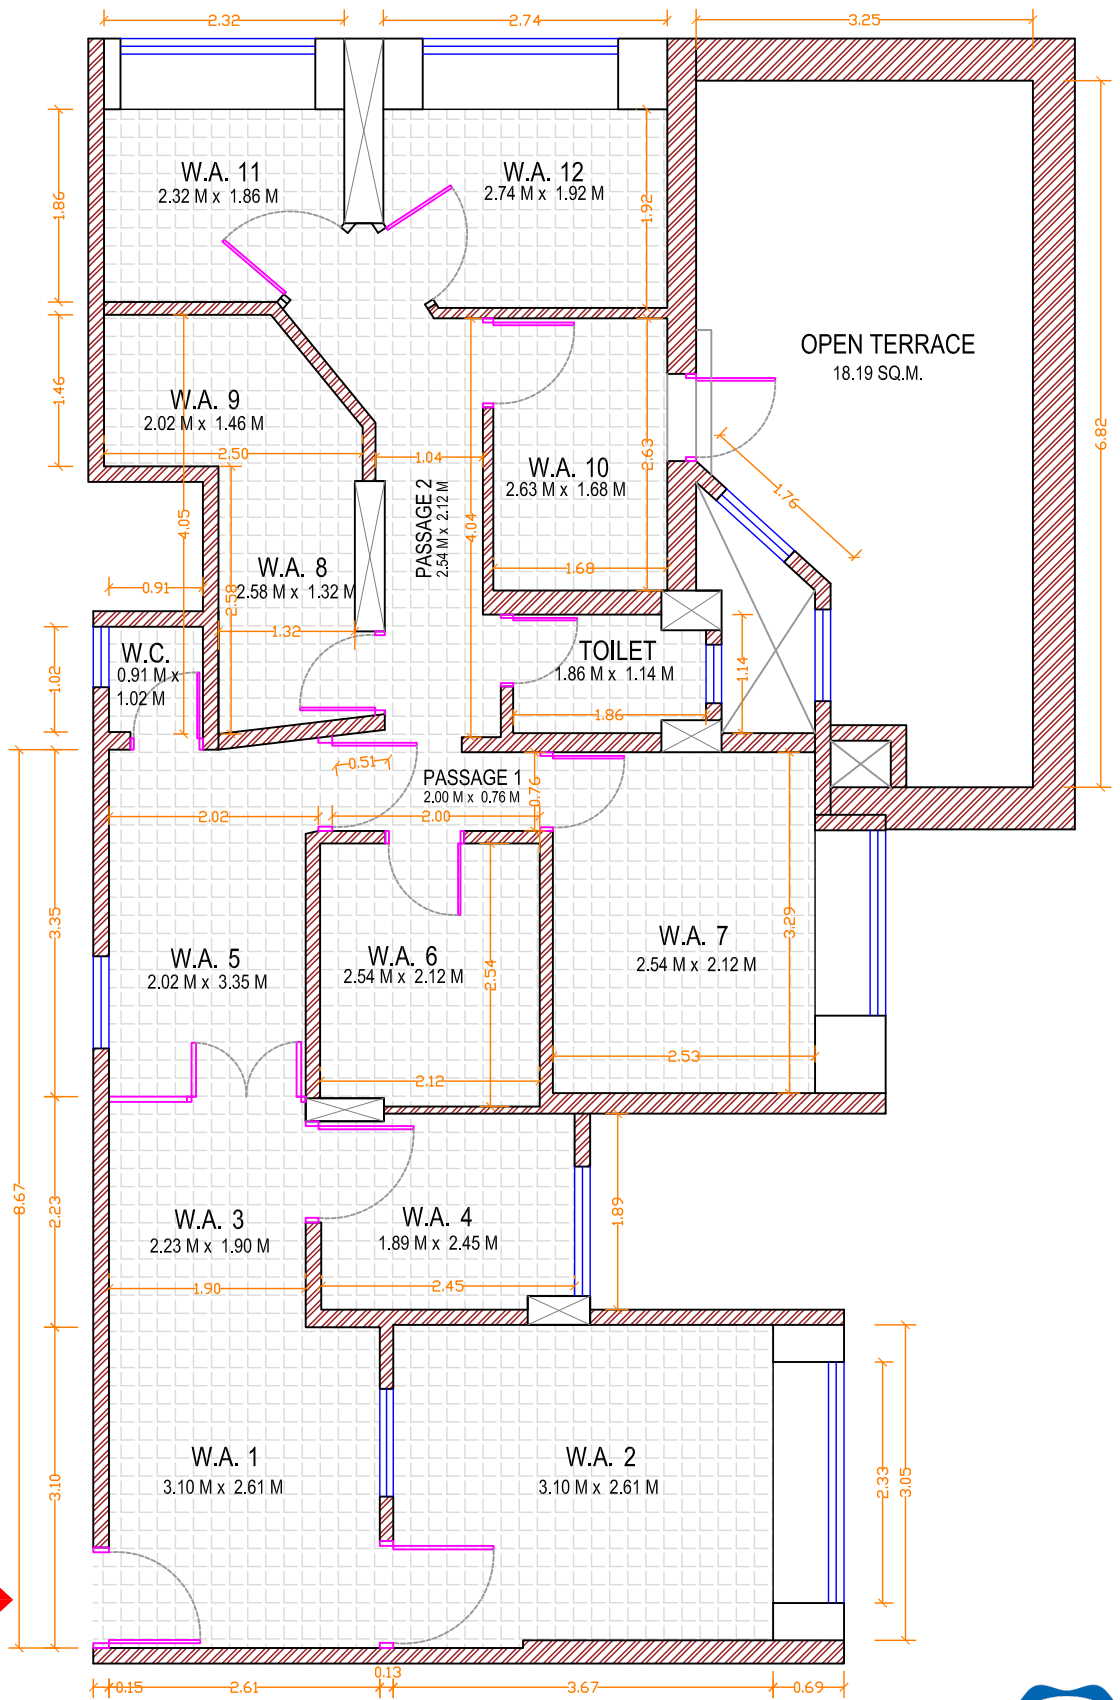 2.32
2.74
3.25
W.A. 11
2.32 M x 1.86 M
W.A. 12
2.74 M x 1.92 M
1.86
1.92
6.82
OPEN TERRACE
18.19 SQ.M.
1.46
W.A. 9
2.02 M x 1.46 M
2.50
1.04
4.05
4.04
2.63
W.A. 10
2.63 M x 1.68 M
1.76
PASSAGE 2
2.54 M x 2.12 M
0.91
W.A. 8
2.58 M x 1.32 M
2.58
1.32
1.68
W.C.
0.91 M x
1.02 M
1.02
TOILET
1.86 M x 1.14 M
1.14
1.86
0.51
PASSAGE 1
2.00 M x 0.76 M
0.76
2.02
2.00
3.35
W.A. 5
2.02 M x 3.35 M
W.A. 6
2.54 M x 2.12 M
2.54
W.A. 7
2.54 M x 2.12 M
3.29
2.12
2.53
8.67
2.23
W.A. 3
2.23 M x 1.90 M
W.A. 4
1.89 M x 2.45 M
1.89
1.90
2.45
3.10
W.A. 1
3.10 M x 2.61 M
W.A. 2
3.10 M x 2.61 M
2.33
3.05
0.15
2.61
0.13
3.67
0.69